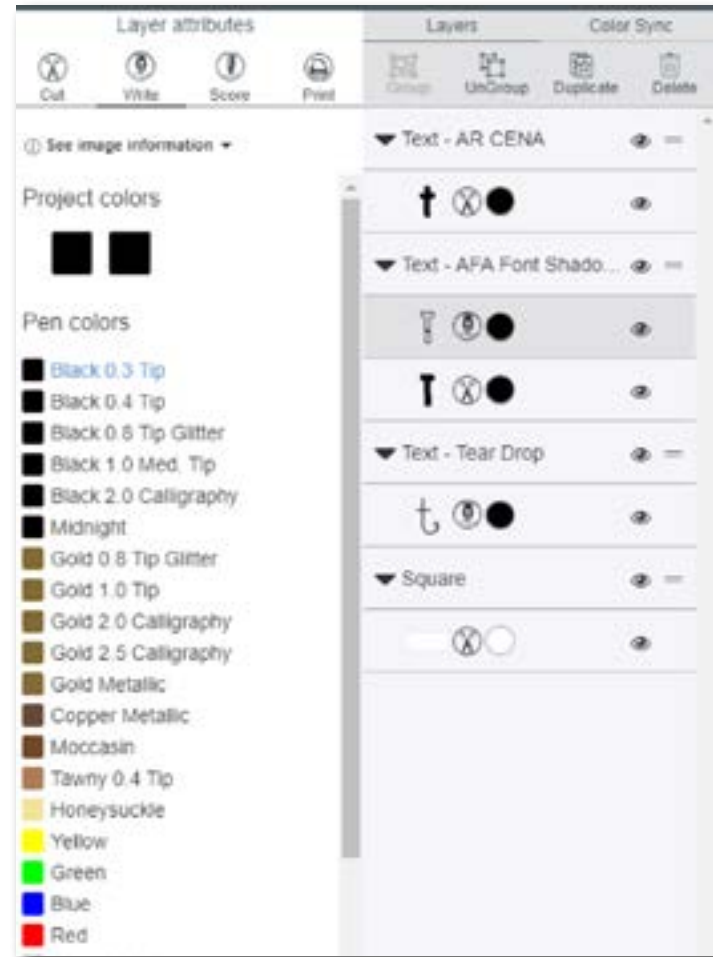 Layer attributes
Cut Write Score Print
See image information
Project colors
Pen colors
Black 0.3 Tip
Black 0.4 Tip
Black 0.8 Tip Glitter
Black 1.0 Med. Tip
Black 2.0 Calligraphy
Midnight
Gold 0.8 Tip Glitter
Gold 1.0 Tip
Gold 2.0 Calligraphy
Gold 2.5 Calligraphy
Gold Metallic
Copper Metallic
Moccasin
Tawny 0.4 Tip
Honeysuckle
Yellow
Green
Blue
Red
Layers Color Sync
Group UnGroup Duplicate Delete
Text - AR CENA
t
Text - AFA Font Shado...
T
T
Text - Tear Drop
t
Square